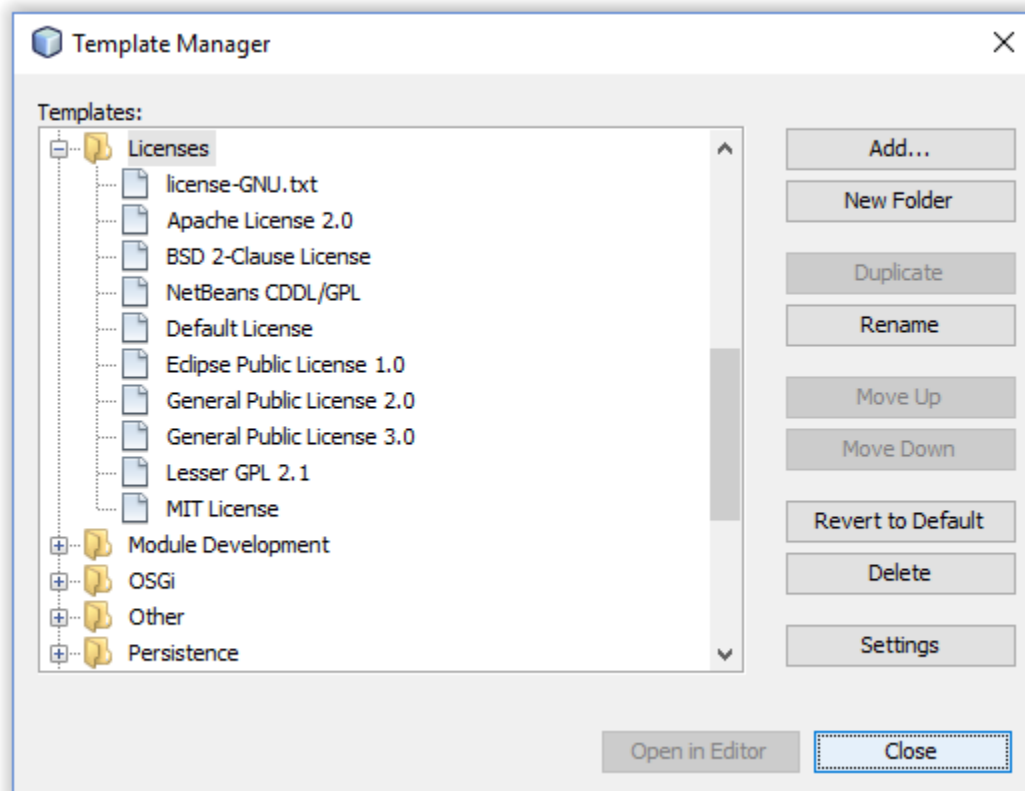 Template Manager
Templates:
Licenses
license-GNU.txt
Apache License 2.0
BSD 2-Clause License
NetBeans CDDL/GPL
Default License
Eclipse Public License 1.0
General Public License 2.0
General Public License 3.0
Lesser GPL 2.1
MIT License
Module Development
OSGi
Other
Persistence
Add...
New Folder
Duplicate
Rename
Move Up
Move Down
Revert to Default
Delete
Settings
Open in Editor
Close